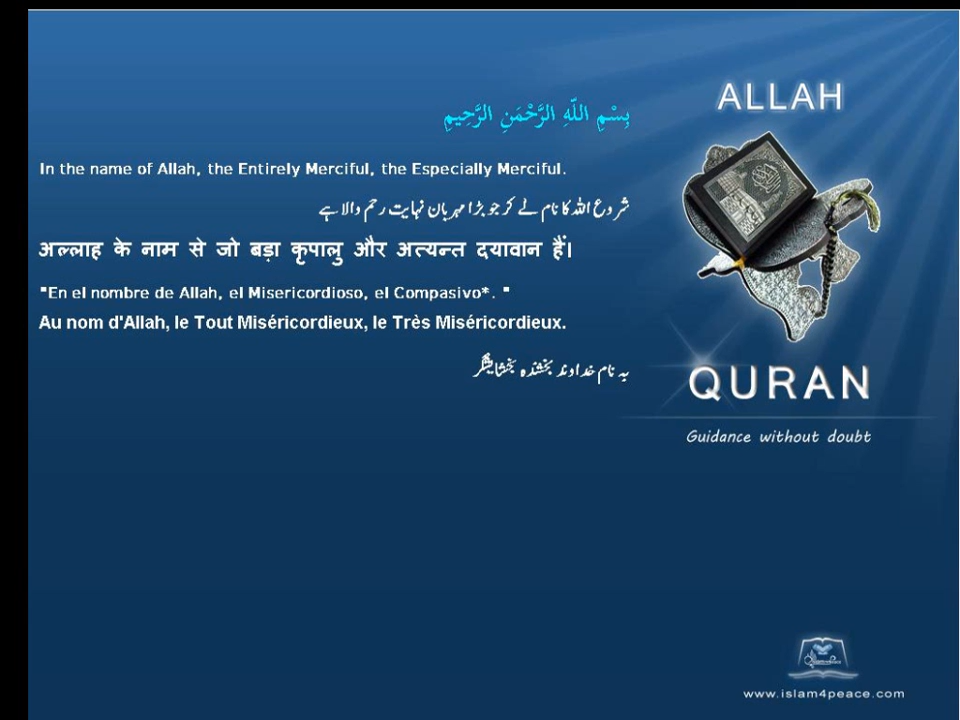 بِسْمِ اللّهِ الرَّحْمَنِ الرَّحِيمِ
In the name of Allah, the Entirely Merciful, the Especially Merciful.
شروع الله کا نام لے کر جو بڑا مہربان نہایت رحم والا ہے
अल्लाह के नाम से जो बड़ा कृपालु और अत्यन्त दयावान हैं।
"En el nombre de Allah, el Misericordioso, el Compasivo*. "
Au nom d'Allah, le Tout Miséricordieux, le Très Miséricordieux.
به نام خداوند بخشنده بخشایشگر
ALLAH
QURAN
Guidance without doubt
www.islam4peace.com